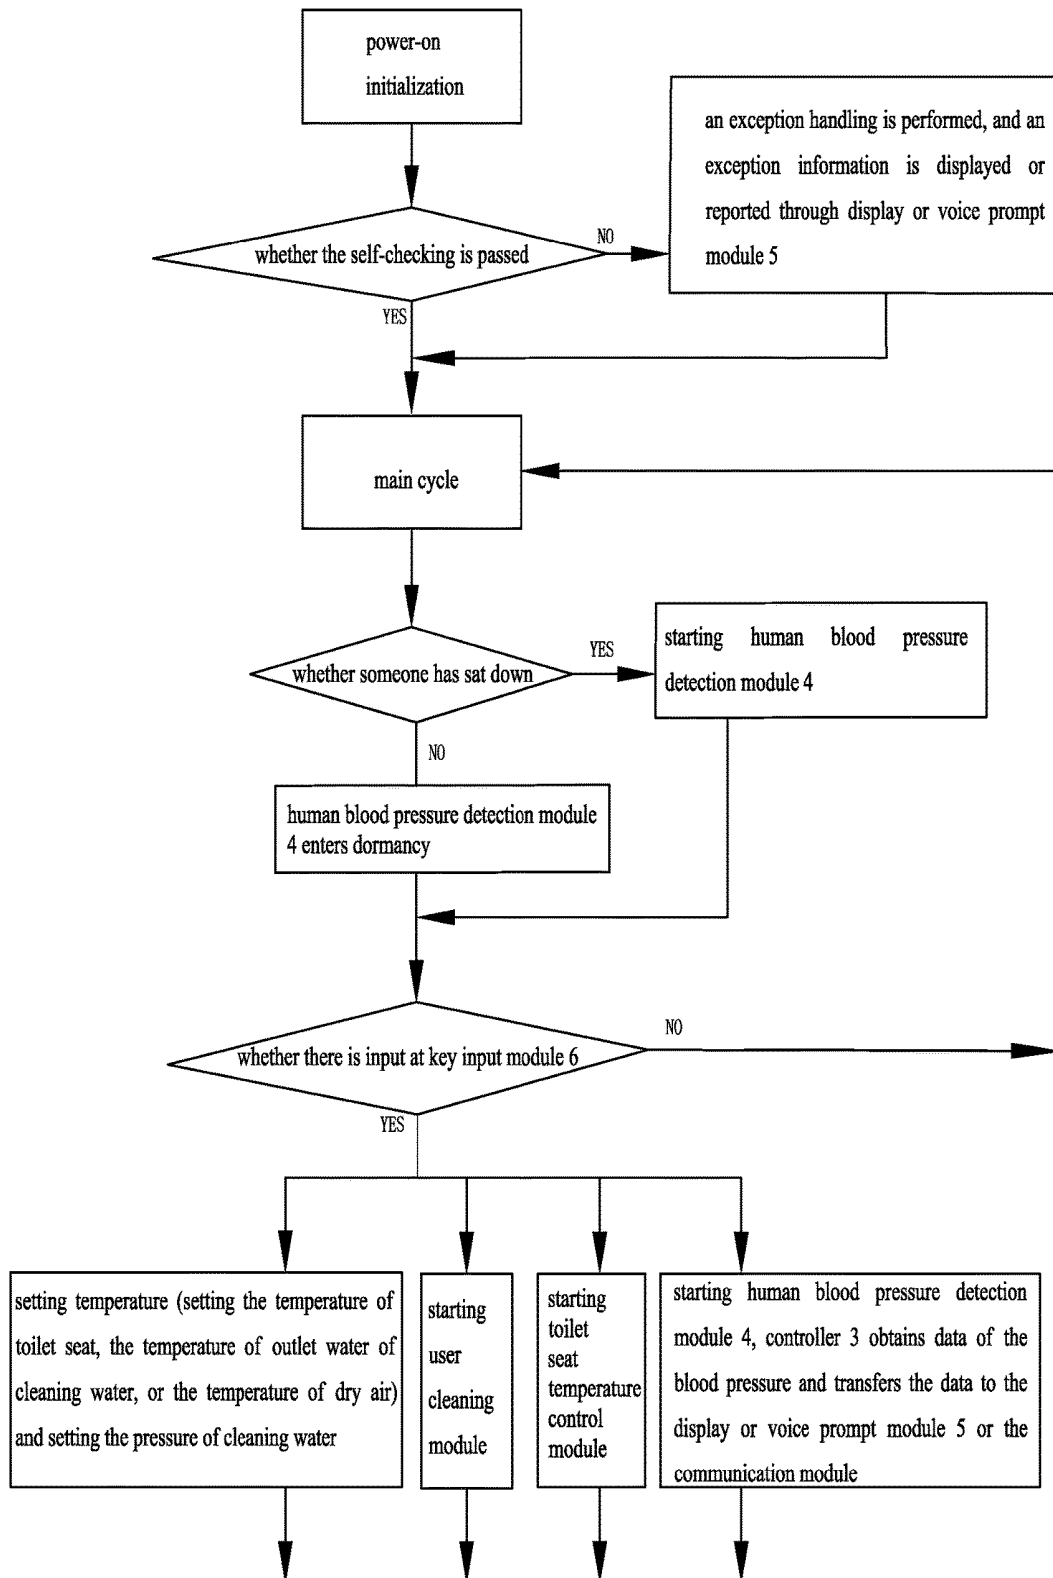 power-on
initialization
an exception handling is performed, and an
exception information is displayed or
reported through display or voice prompt
module 5
whether the self-checking is passed
NO
YES
main cycle
whether someone has sat down
YES
starting human blood pressure
detection module 4
NO
human blood pressure detection module
4 enters dormancy
whether there is input at key input module 6
NO
YES
setting temperature (setting the temperature of
toilet seat, the temperature of outlet water of
cleaning water, or the temperature of dry air)
and setting the pressure of cleaning water
starting
user
cleaning
module
starting
toilet
seat
temperature
control
module
starting human blood pressure detection
module 4, controller 3 obtains data of the
blood pressure and transfers the data to the
display or voice prompt module 5 or the
communication module